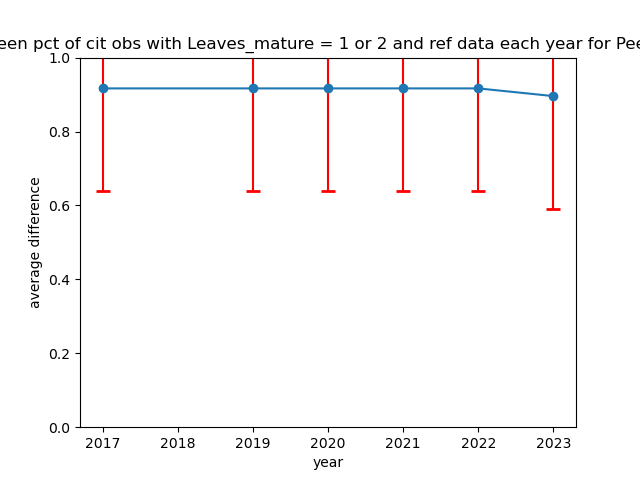 een pct of cit obs with Leaves_mature = 1 or 2 and ref data each year for Pee
1.0
0.8
0.6
0.4
0.2
0.0
average difference
2017 2018 2019 2020 2021 2022 2023
year